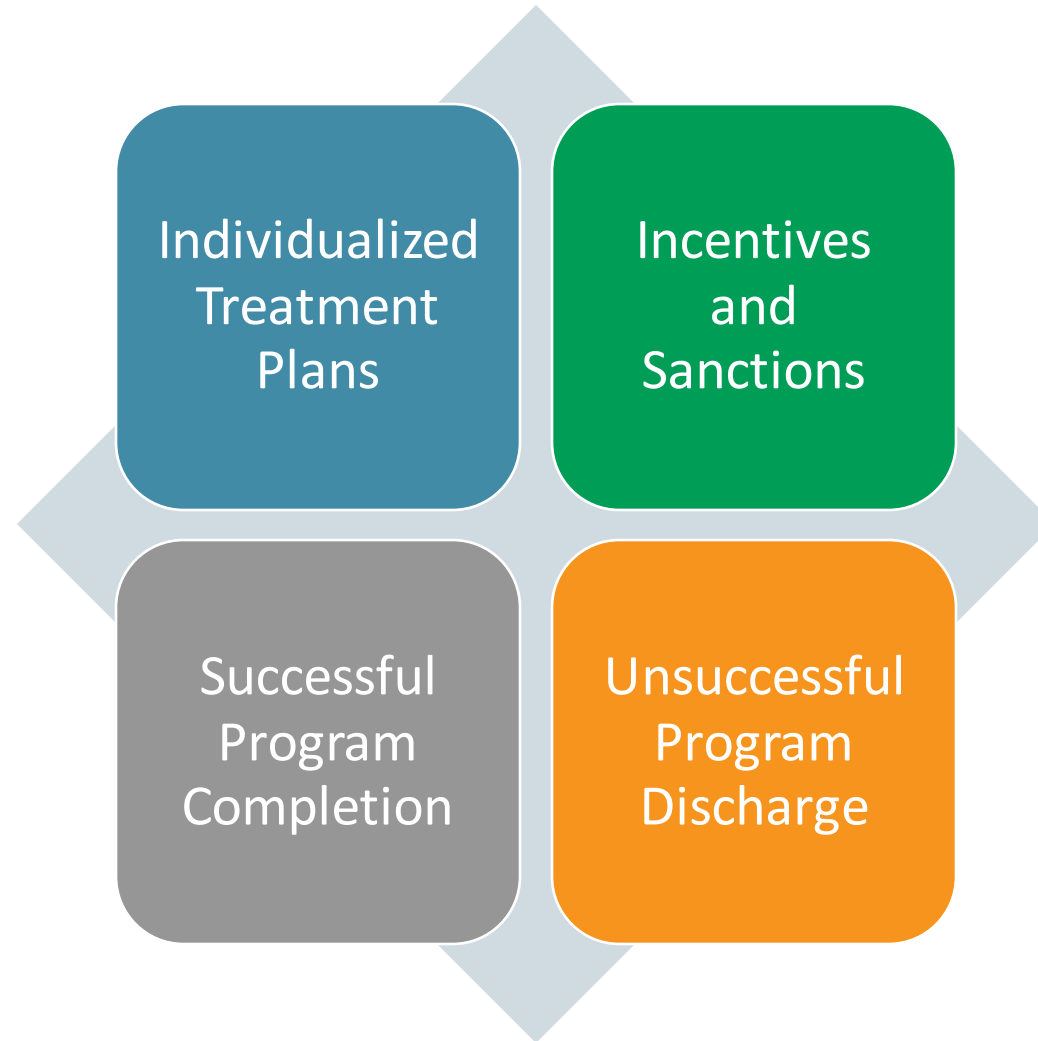 Individualized
Treatment
Plans
Incentives
and
Sanctions
Successful
Program
Completion
Unsuccessful
Program
Discharge